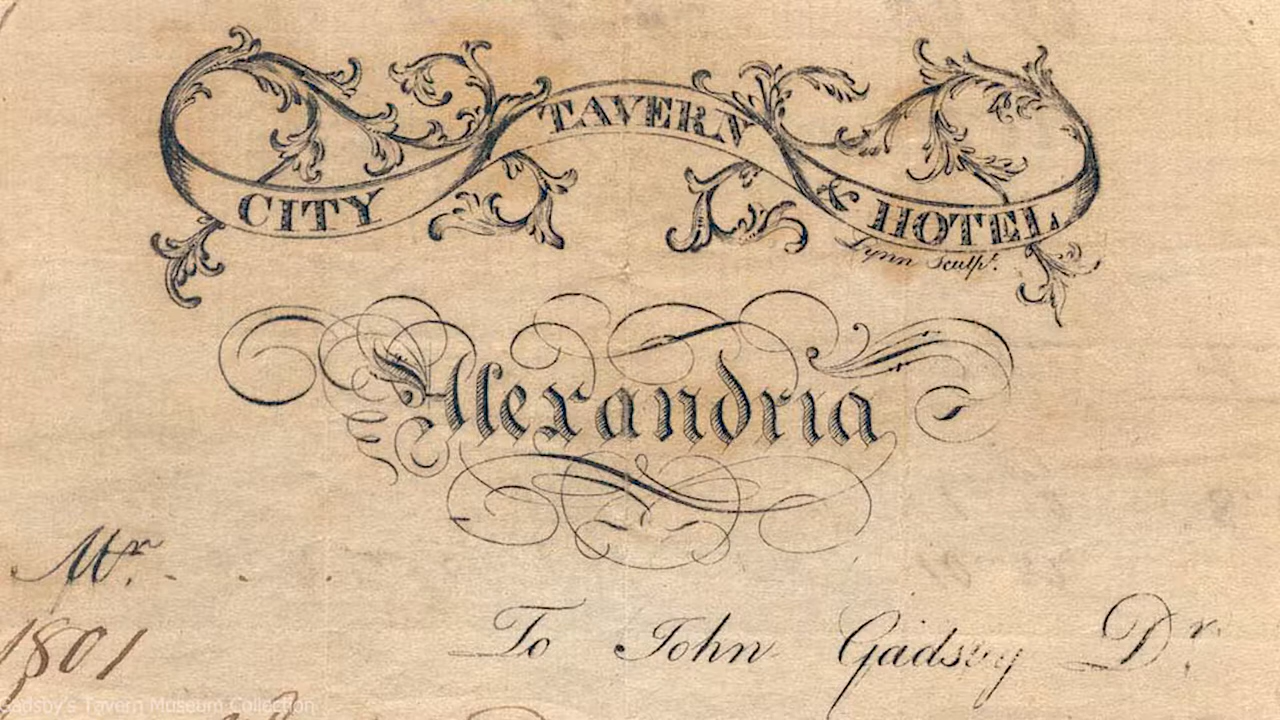 CITY TAVERN & HOTEL
Lynn Sculpt.
Alexandria
Mr.
To John Gadsby Dr.
1801
Gadsby's Tavern Museum Collection